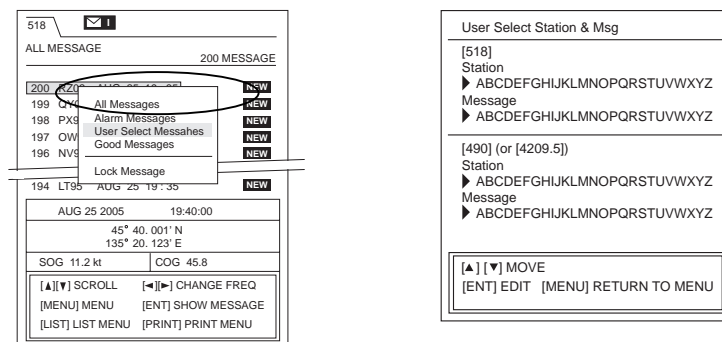 518 I
ALL MESSAGE
200 MESSAGE
200 NEW
199 NEW
198 PX9 NEW
197 NEW
196 NV9 NEW
All Messages
Alarm Messages
User Select Messahes
Good Messages
Lock Message
194 LT95 AUG 25 19 : 35 NEW
AUG 25 2005 19:40:00
45° 40. 001' N
135° 20. 123' E
SOG 11.2 kt COG 45.8
[▲][▼] SCROLL [◄][►] CHANGE FREQ
[MENU] MENU [ENT] SHOW MESSAGE
[LIST] LIST MENU [PRINT] PRINT MENU
User Select Station & Msg
[518]
Station
▶ ABCDEFGHIJKLMNOPQRSTUVWXYZ
Message
▶ ABCDEFGHIJKLMNOPQRSTUVWXYZ
[490] (or [4209.5])
Station
▶ ABCDEFGHIJKLMNOPQRSTUVWXYZ
Message
▶ ABCDEFGHIJKLMNOPQRSTUVWXYZ
[▲] [▼] MOVE
[ENT] EDIT [MENU] RETURN TO MENU